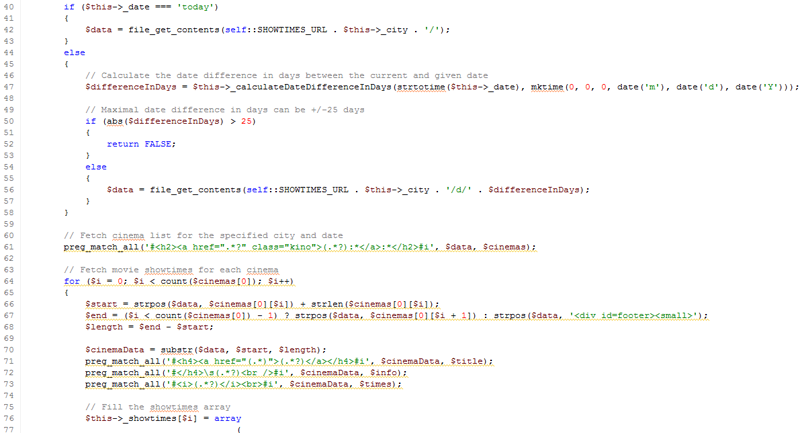 40 if ($this->_date === 'today')
41 {
42 $data = file_get_contents(self::SHOWTIMES_URL . $this->_city . '/');
43 }
44 else
45 {
46 // Calculate the date difference in days between the current and given date
47 $differenceInDays = $this->_calculateDateDifferenceInDays(strtotime($this->_date), mktime(0, 0, 0, date('m'), date('d'), date('Y')));
48
49 // Maximal date difference in days can be +/-25 days
50 if (abs($differenceInDays) > 25)
51 {
52 return FALSE;
53 }
54 else
55 {
56 $data = file_get_contents(self::SHOWTIMES_URL . $this->_city . '/d/' . $differenceInDays);
57 }
58 }
59
60 // Fetch cinema list for the specified city and date
61 preg_match_all('#<h2><a href=".*?" class="kino">(.*?):*</a>:*</h2>#i', $data, $cinemas);
62
63 // Fetch movie showtimes for each cinema
64 for ($i = 0; $i < count($cinemas[0]); $i++)
65 {
66 $start = strpos($data, $cinemas[0][$i]) + strlen($cinemas[0][$i]);
67 $end = ($i < count($cinemas[0]) - 1) ? strpos($data, $cinemas[0][$i + 1]) : strpos($data, '<div id=footer><small>');
68 $length = $end - $start;
69
70 $cinemaData = substr($data, $start, $length);
71 preg_match_all('#<h4><a href="(.*)">(.*?)</a></h4>#i', $cinemaData, $title);
72 preg_match_all('#</h4>\s(.*?)<br />#i', $cinemaData, $info);
73 preg_match_all('#<i>(.*?)</i><br>#i', $cinemaData, $times);
74
75 // Fill the showtimes array
76 $this->_showtimes[$i] = array
77 (